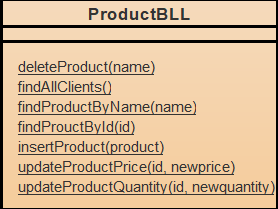 ProductBLL
deleteProduct(name)
findAllClients()
findProductByName(name)
findProuctById(id)
insertProduct(product)
updateProductPrice(id, newprice)
updateProductQuantity(id, newquantity)